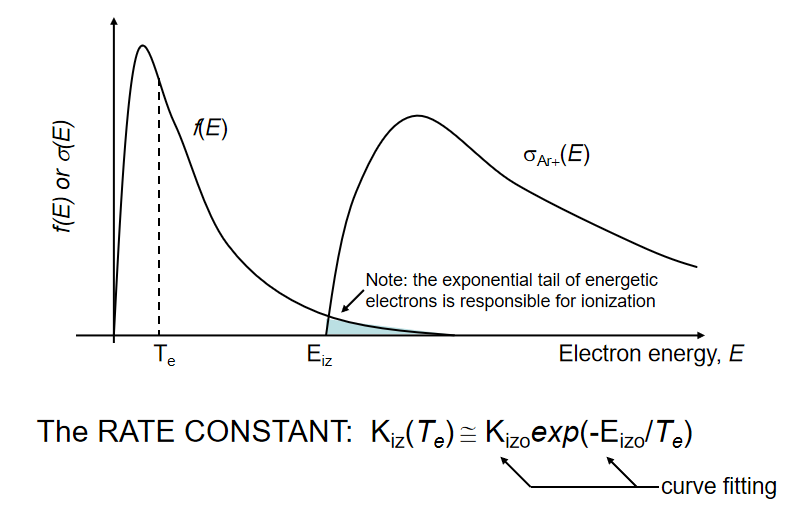 f(E) or σ(E)
f(E)
σAr+(E)
Note: the exponential tail of energetic
electrons is responsible for ionization
Te
Eiz
Electron energy, E
The RATE CONSTANT: Kiz(Te) ≅ Kizoexp(-Eizo/Te)
curve fitting